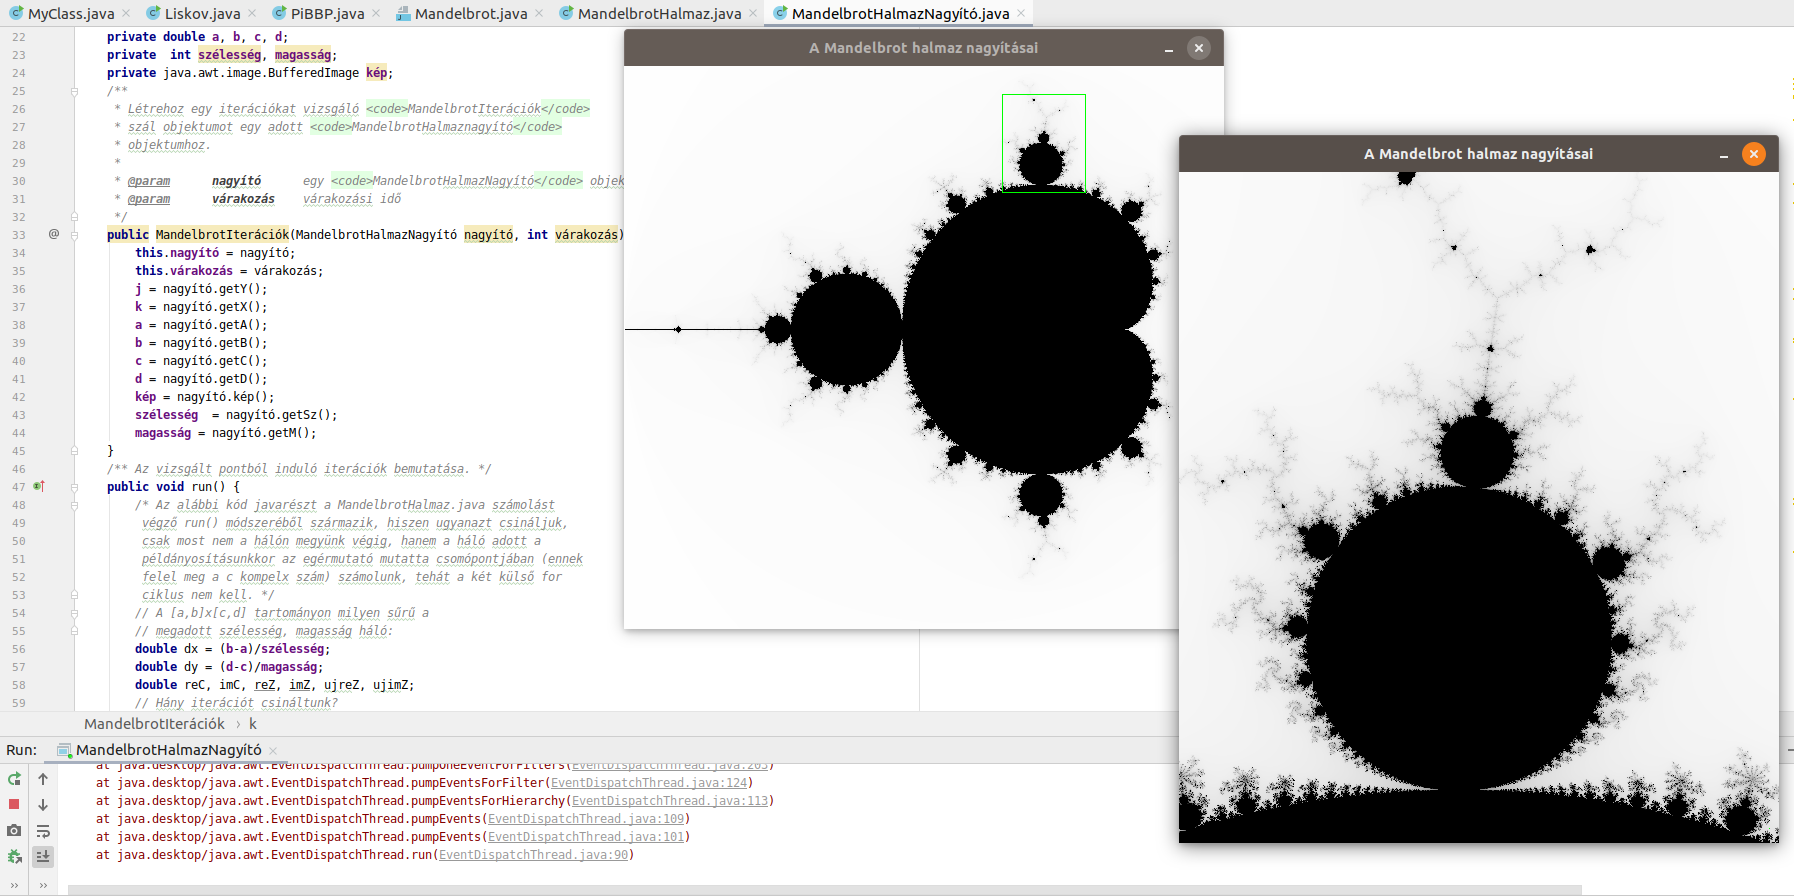 MyClass.java
Liskov.java
PiBBP.java
Mandelbrot.java
MandelbrotHalmaz.java
MandelbrotHalmazNagyító.java
22 private double a, b, c, d;
23 private int szélesség, magasság;
24 private java.awt.image.BufferedImage kép;
25 /**
26 * Létrehoz egy iterációkat vizsgáló <code>MandelbrotIterációk</code>
27 * szál objektumot egy adott <code>MandelbrotHalmaznagyító</code>
28 * objektumhoz.
29 *
30 * @param nagyító egy <code>MandelbrotHalmazNagyító</code> objek
31 * @param várakozás várakozási idő
32 */
33 @ public MandelbrotIterációk(MandelbrotHalmazNagyító nagyító, int várakozás)
34 this.nagyító = nagyító;
35 this.várakozás = várakozás;
36 j = nagyító.getY();
37 k = nagyító.getX();
38 a = nagyító.getA();
39 b = nagyító.getB();
40 c = nagyító.getC();
41 d = nagyító.getD();
42 kép = nagyító.kép();
43 szélesség = nagyító.getSz();
44 magasság = nagyító.getM();
45 }
46 /** Az vizsgált pontból induló iterációk bemutatása. */
47 public void run() {
48 /* Az alábbi kód javarészt a MandelbrotHalmaz.java számolást
49 végző run() módszeréből származik, hiszen ugyanazt csináljuk,
50 csak most nem a hálón megyünk végig, hanem a háló adott a
51 példányosításunkkor az egérmutató mutatta csomópontjában (ennek
52 felel meg a c kompelx szám) számolunk, tehát a két külső for
53 ciklus nem kell. */
54 // A [a,b]x[c,d] tartományon milyen sűrű a
55 // megadott szélesség, magasság háló:
56 double dx = (b-a)/szélesség;
57 double dy = (d-c)/magasság;
58 double reC, imC, reZ, imZ, ujreZ, ujimZ;
59 // Hány iterációt csináltunk?
MandelbrotIterációk › k
A Mandelbrot halmaz nagyításai
A Mandelbrot halmaz nagyításai
Run: MandelbrotHalmazNagyító
at java.desktop/java.awt.EventDispatchThread.pumpOneEventForFilters(EventDispatchThread.java:203)
at java.desktop/java.awt.EventDispatchThread.pumpEventsForFilter(EventDispatchThread.java:124)
at java.desktop/java.awt.EventDispatchThread.pumpEventsForHierarchy(EventDispatchThread.java:113)
at java.desktop/java.awt.EventDispatchThread.pumpEvents(EventDispatchThread.java:109)
at java.desktop/java.awt.EventDispatchThread.pumpEvents(EventDispatchThread.java:101)
at java.desktop/java.awt.EventDispatchThread.run(EventDispatchThread.java:90)